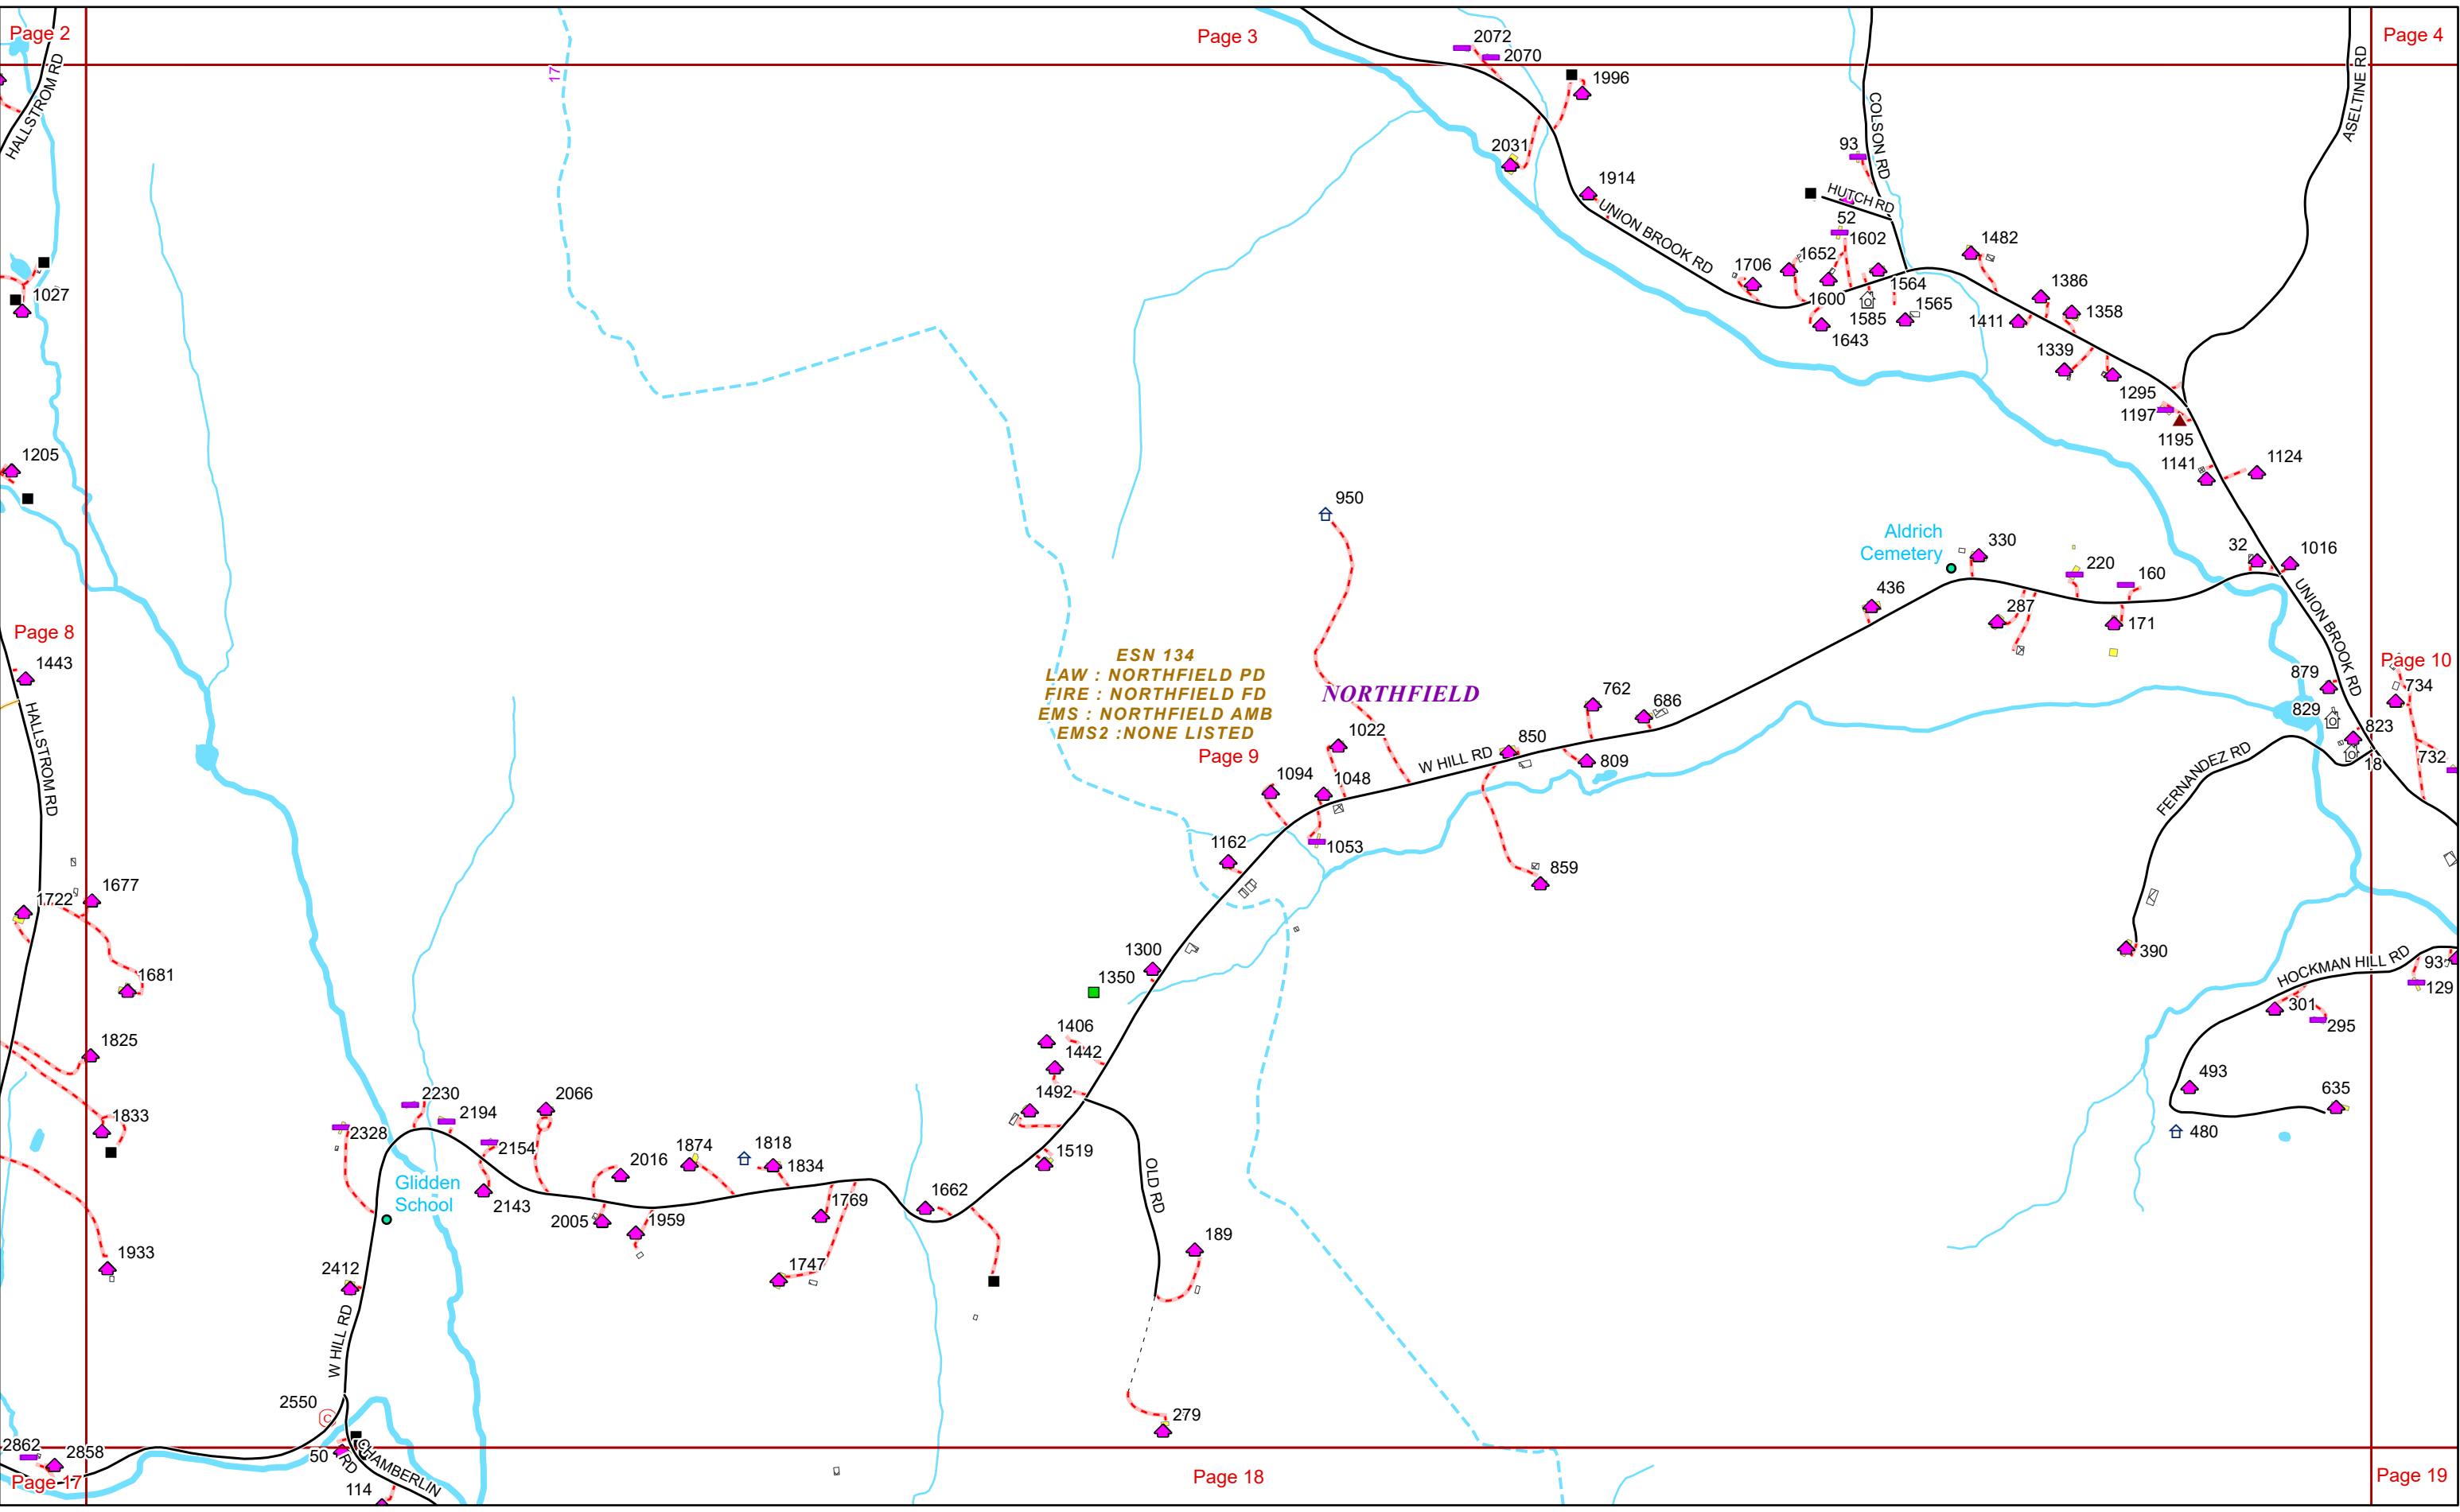 Page 2
Page 3
Page 4
HALLSTROM RD
17
2072
2070
1996
ASELTINE RD
COLSON RD
93
2031
HUTCH RD
1914
UNION BROOK RD
52
1602
1482
1652
1706
1027
1564
1386
1600
1565
1358
1585
1411
1643
1339
1295
1197
1195
1205
1141
1124
950
Aldrich
Cemetery
330
32
1016
220
160
436
287
171
UNION BROOK RD
Page 8
ESN 134
LAW : NORTHFIELD PD
FIRE : NORTHFIELD FD
EMS : NORTHFIELD AMB
EMS2 :NONE LISTED
NORTHFIELD
Page 9
Page 10
1443
HALLSTROM RD
762
686
879
734
829
823
1022
850
W HILL RD
809
18
732
FERNANDEZ RD
1094
1048
1162
1053
859
1677
1722
1681
1300
1350
390
HOCKMAN HILL RD
93
129
301
295
1406
1442
1825
1492
493
635
480
1833
2230
2194
2066
2328
2154
2016
1874
1818
1834
1519
OLD RD
Glidden
School
2143
2005
1959
1769
1662
189
1933
2412
1747
W HILL RD
2550
C
279
2862
2858
50
CHAMBERLIN
RD
Page 17
114
Page 18
Page 19